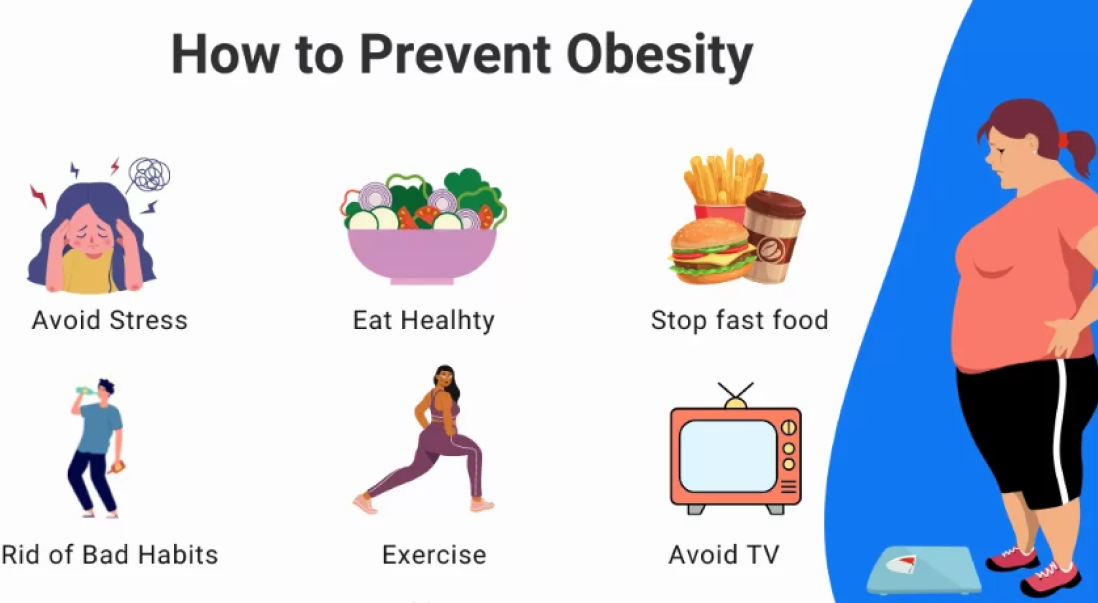 How to Prevent Obesity
Avoid Stress
Eat Healhty
Stop fast food
Rid of Bad Habits
Exercise
Avoid TV